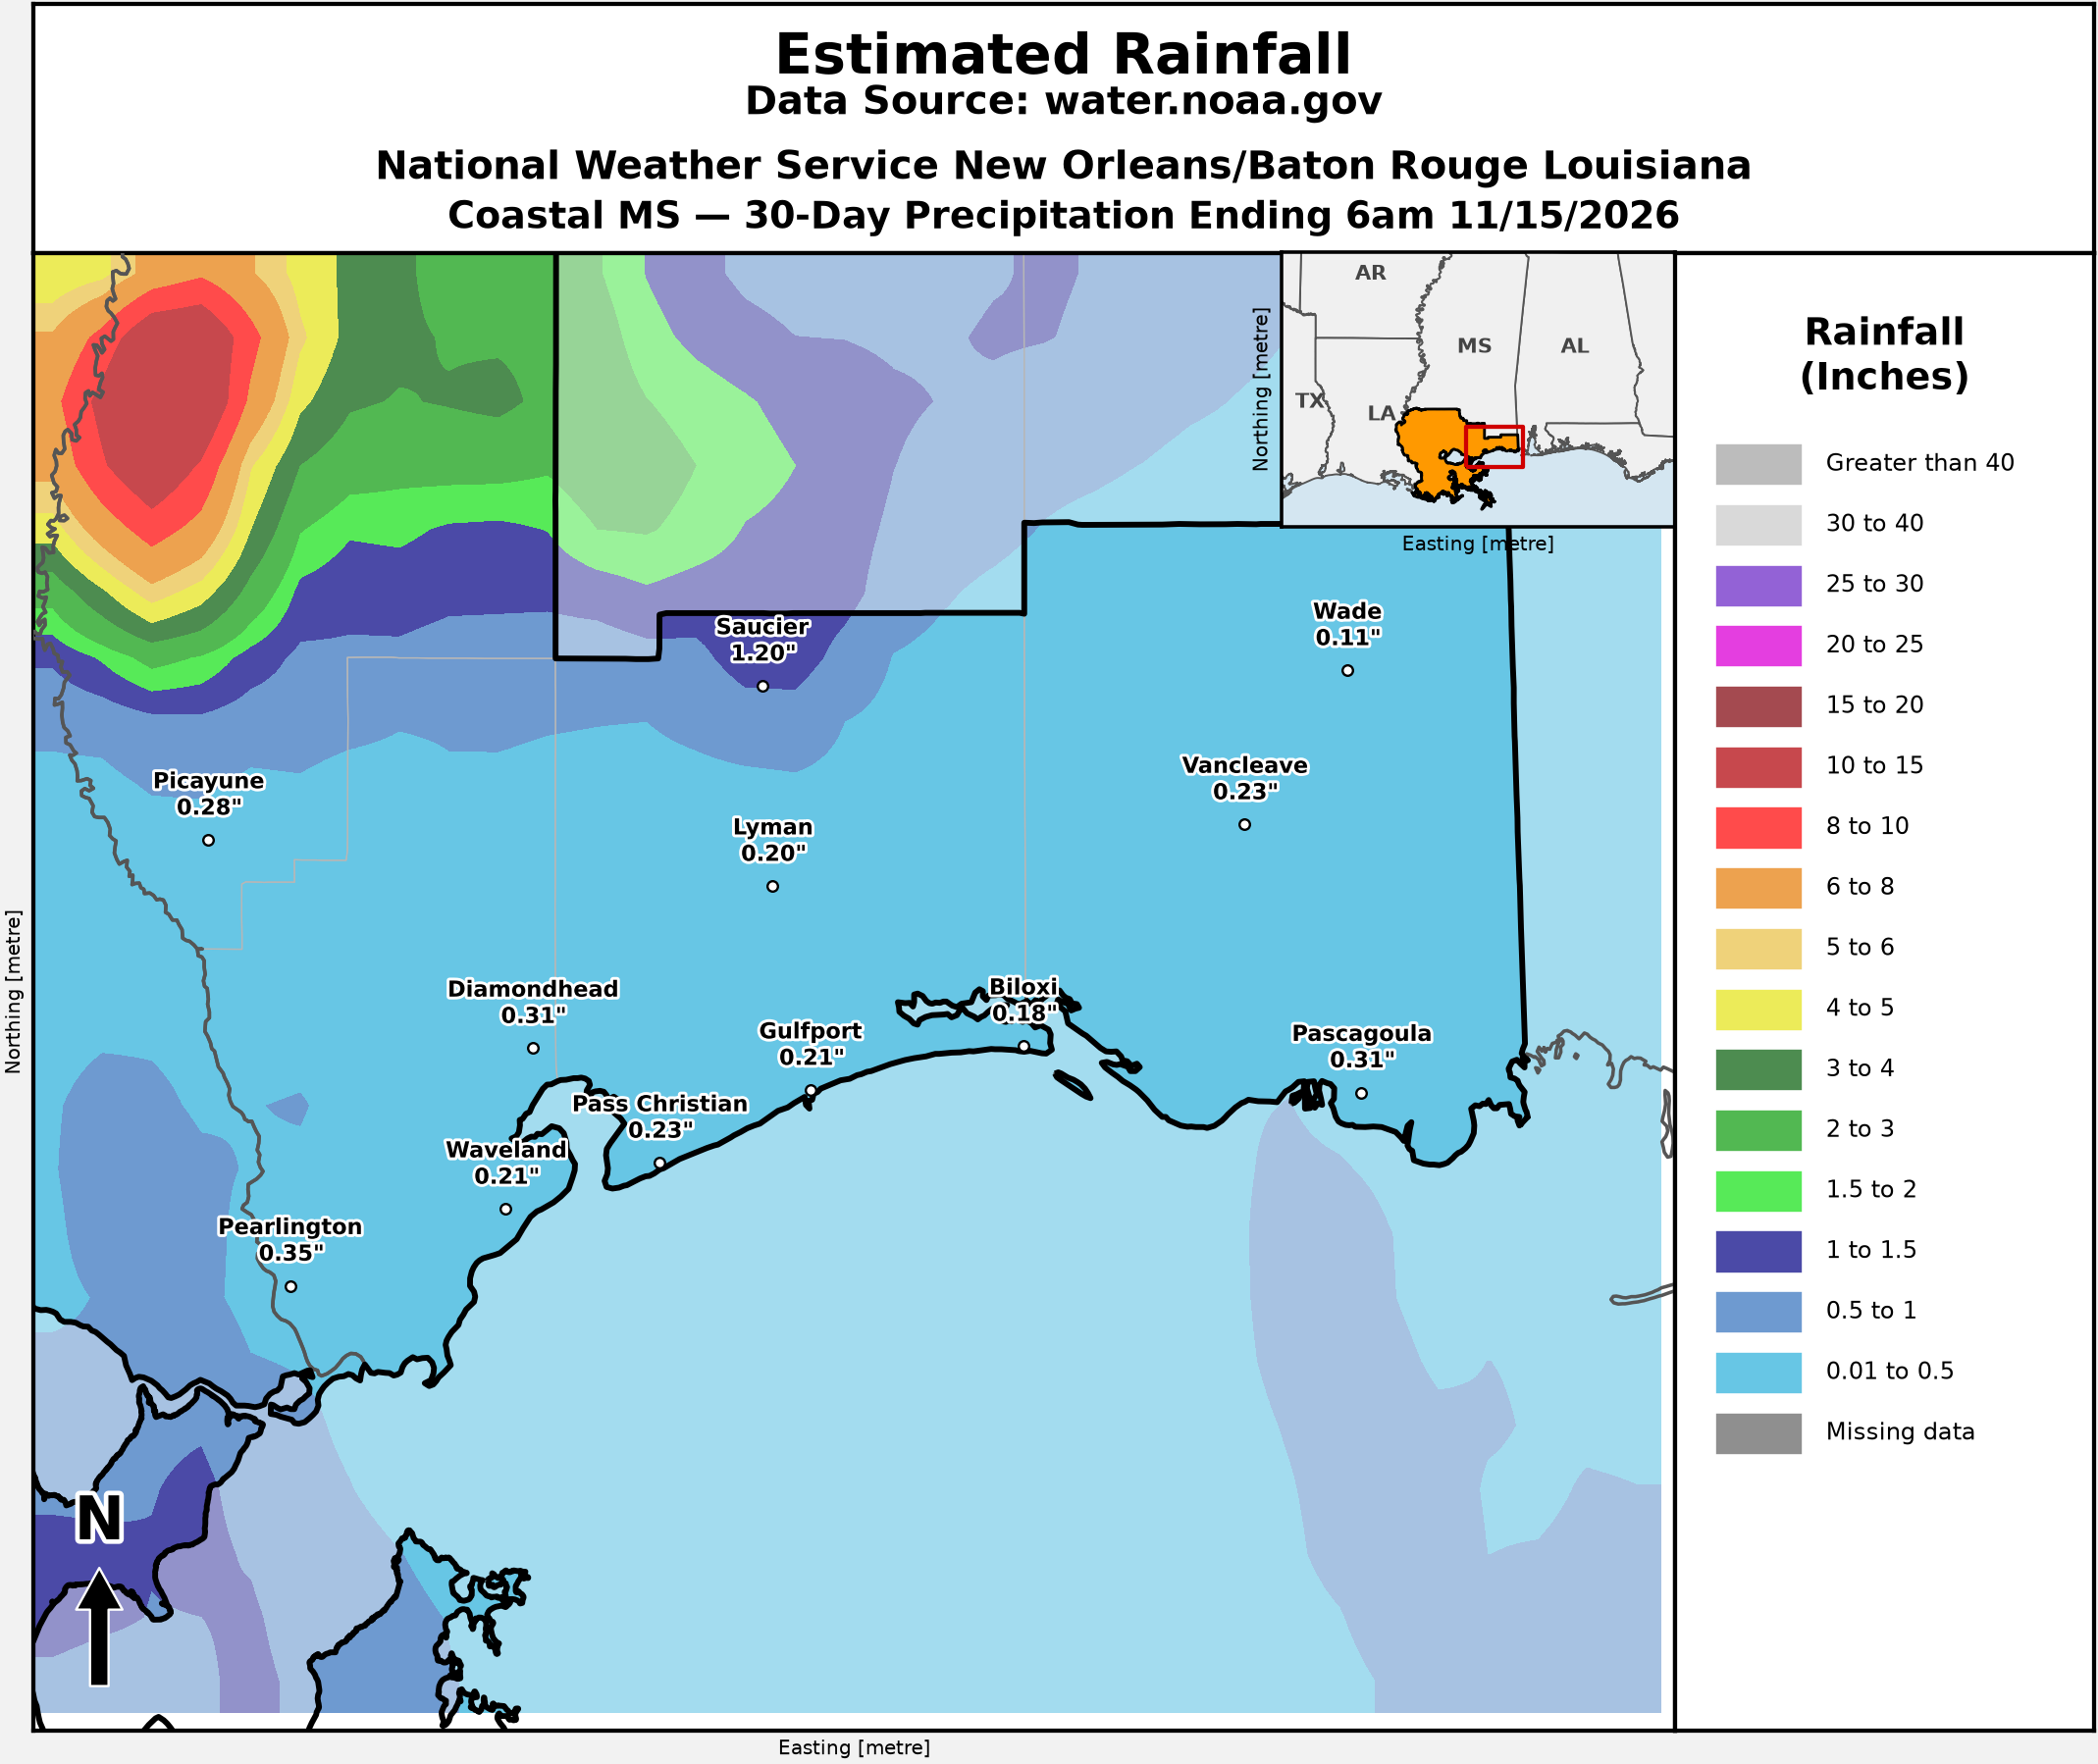 Estimated Rainfall
Data Source: water.noaa.gov
National Weather Service New Orleans/Baton Rouge Louisiana
Coastal MS — 30-Day Precipitation Ending 6am 11/15/2026
AR
MS
AL
TX
LA
Northing [metre]
Easting [metre]
Rainfall
(Inches)
Greater than 40
30 to 40
25 to 30
20 to 25
15 to 20
10 to 15
8 to 10
6 to 8
5 to 6
4 to 5
3 to 4
2 to 3
1.5 to 2
1 to 1.5
0.5 to 1
0.01 to 0.5
Missing data
Saucier
1.20"
Wade
0.11"
Vancleave
0.23"
Picayune
0.28"
Lyman
0.20"
Diamondhead
0.31"
Biloxi
0.18"
Gulfport
0.21"
Pascagoula
0.31"
Pass Christian
0.23"
Waveland
0.21"
Pearlington
0.35"
N
Northing [metre]
Easting [metre]